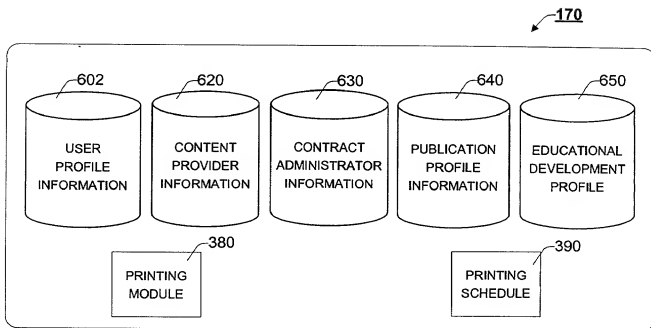 170
602
620
630
640
650
USER
PROFILE
INFORMATION
CONTENT
PROVIDER
INFORMATION
CONTRACT
ADMINISTRATOR
INFORMATION
PUBLICATION
PROFILE
INFORMATION
EDUCATIONAL
DEVELOPMENT
PROFILE
380
PRINTING
MODULE
390
PRINTING
SCHEDULE